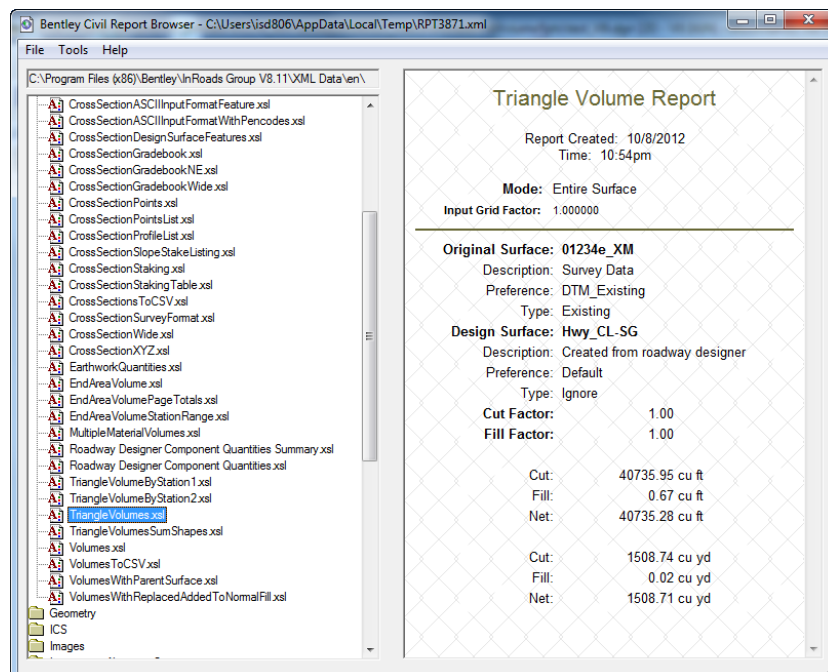 Bentley Civil Report Browser - C:\Users\isd806\AppData\Local\Temp\RPT3871.xml
File Tools Help
C:\Program Files (x86)\Bentley\InRoads Group V8.11\XML Data\en\
CrossSectionASCIIInputFormatFeature.xsl
CrossSectionASCIIInputFormatWithPencodes.xsl
CrossSectionDesignSurfaceFeatures.xsl
CrossSectionGradebook.xsl
CrossSectionGradebookNE.xsl
CrossSectionGradebookWide.xsl
CrossSectionPoints.xsl
CrossSectionPointsList.xsl
CrossSectionProfileList.xsl
CrossSectionSlopeStakeListing.xsl
CrossSectionStaking.xsl
CrossSectionStakingTable.xsl
CrossSectionsToCSV.xsl
CrossSectionSurveyFormat.xsl
CrossSectionWide.xsl
CrossSectionXYZ.xsl
EarthworkQuantities.xsl
EndAreaVolume.xsl
EndAreaVolumePageTotals.xsl
EndAreaVolumeStationRange.xsl
MultipleMaterialVolumes.xsl
Roadway Designer Component Quantities Summary.xsl
Roadway Designer Component Quantities.xsl
TriangleVolumeByStation1.xsl
TriangleVolumeByStation2.xsl
TriangleVolumes.xsl
TriangleVolumesSumShapes.xsl
Volumes.xsl
VolumesToCSV.xsl
VolumesWithParentSurface.xsl
VolumesWithReplacedAddedToNormalFill.xsl
Geometry
ICS
Images
Triangle Volume Report
Report Created: 10/8/2012
Time: 10:54pm
Mode: Entire Surface
Input Grid Factor: 1.000000
Original Surface: 01234e_XM
Description: Survey Data
Preference: DTM_Existing
Type: Existing
Design Surface: Hwy_CL-SG
Description: Created from roadway designer
Preference: Default
Type: Ignore
Cut Factor: 1.00
Fill Factor: 1.00
Cut: 40735.95 cu ft
Fill: 0.67 cu ft
Net: 40735.28 cu ft
Cut: 1508.74 cu yd
Fill: 0.02 cu yd
Net: 1508.71 cu yd